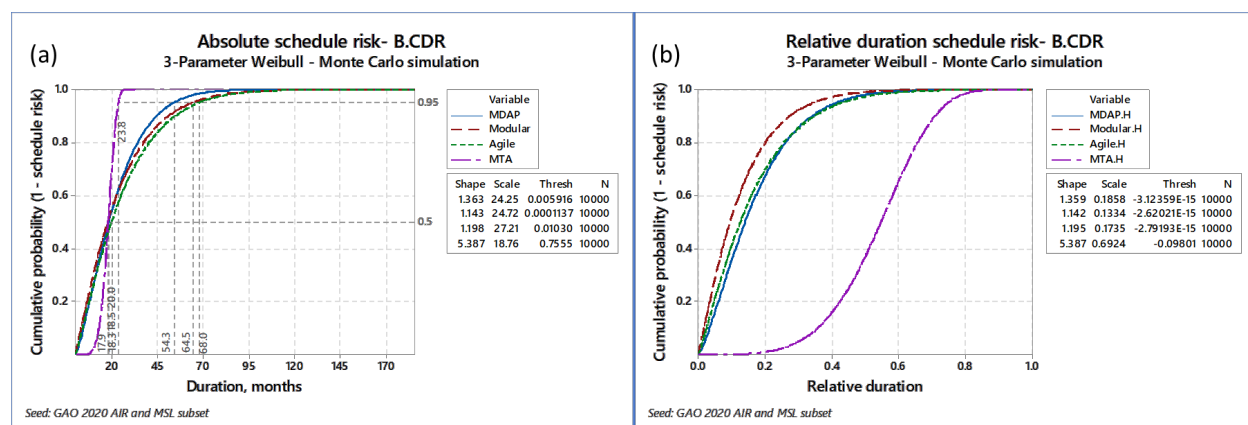 (a)
Absolute schedule risk- B.CDR
3-Parameter Weibull - Monte Carlo simulation
Cumulative probability (1 - schedule risk)
1.0
0.8
0.6
0.4
0.2
0.95
0.5
23.8
17.9
18.3
18.5
20.0
54.3
64.5
68.0
20
45
70
95
120
145
170
Duration, months
Variable
MDAP
Modular
Agile
MTA
Shape Scale Thresh N
1.363 24.25 0.005916 10000
1.143 24.72 0.0001137 10000
1.198 27.21 0.01030 10000
5.387 18.76 0.7555 10000
Seed: GAO 2020 AIR and MSL subset
(b)
Relative duration schedule risk- B.CDR
3-Parameter Weibull - Monte Carlo simulation
Cumulative probability (1 - schedule risk)
1.0
0.8
0.6
0.4
0.2
0.0
0.2
0.4
0.6
0.8
1.0
Relative duration
Variable
MDAP.H
Modular.H
Agile.H
MTA.H
Shape Scale Thresh N
1.359 0.1858 -3.12359E-15 10000
1.142 0.1334 -2.62021E-15 10000
1.195 0.1735 -2.79193E-15 10000
5.387 0.6924 -0.09801 10000
Seed: GAO 2020 AIR and MSL subset